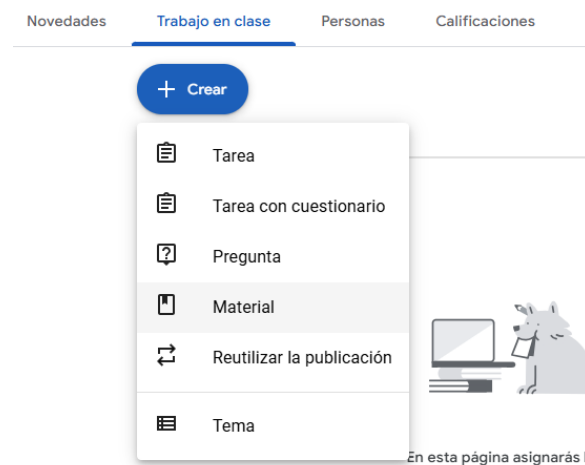 Novedades Trabajo en clase Personas Calificaciones
+ Crear
Tarea
Tarea con cuestionario
Pregunta
Material
Reutilizar la publicación
Tema
En esta página asignarás